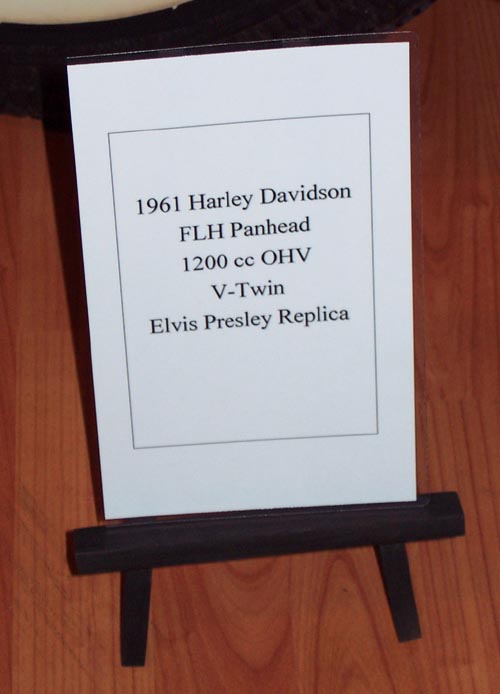 1961 Harley Davidson
FLH Panhead
1200 cc OHV
V-Twin
Elvis Presley Replica